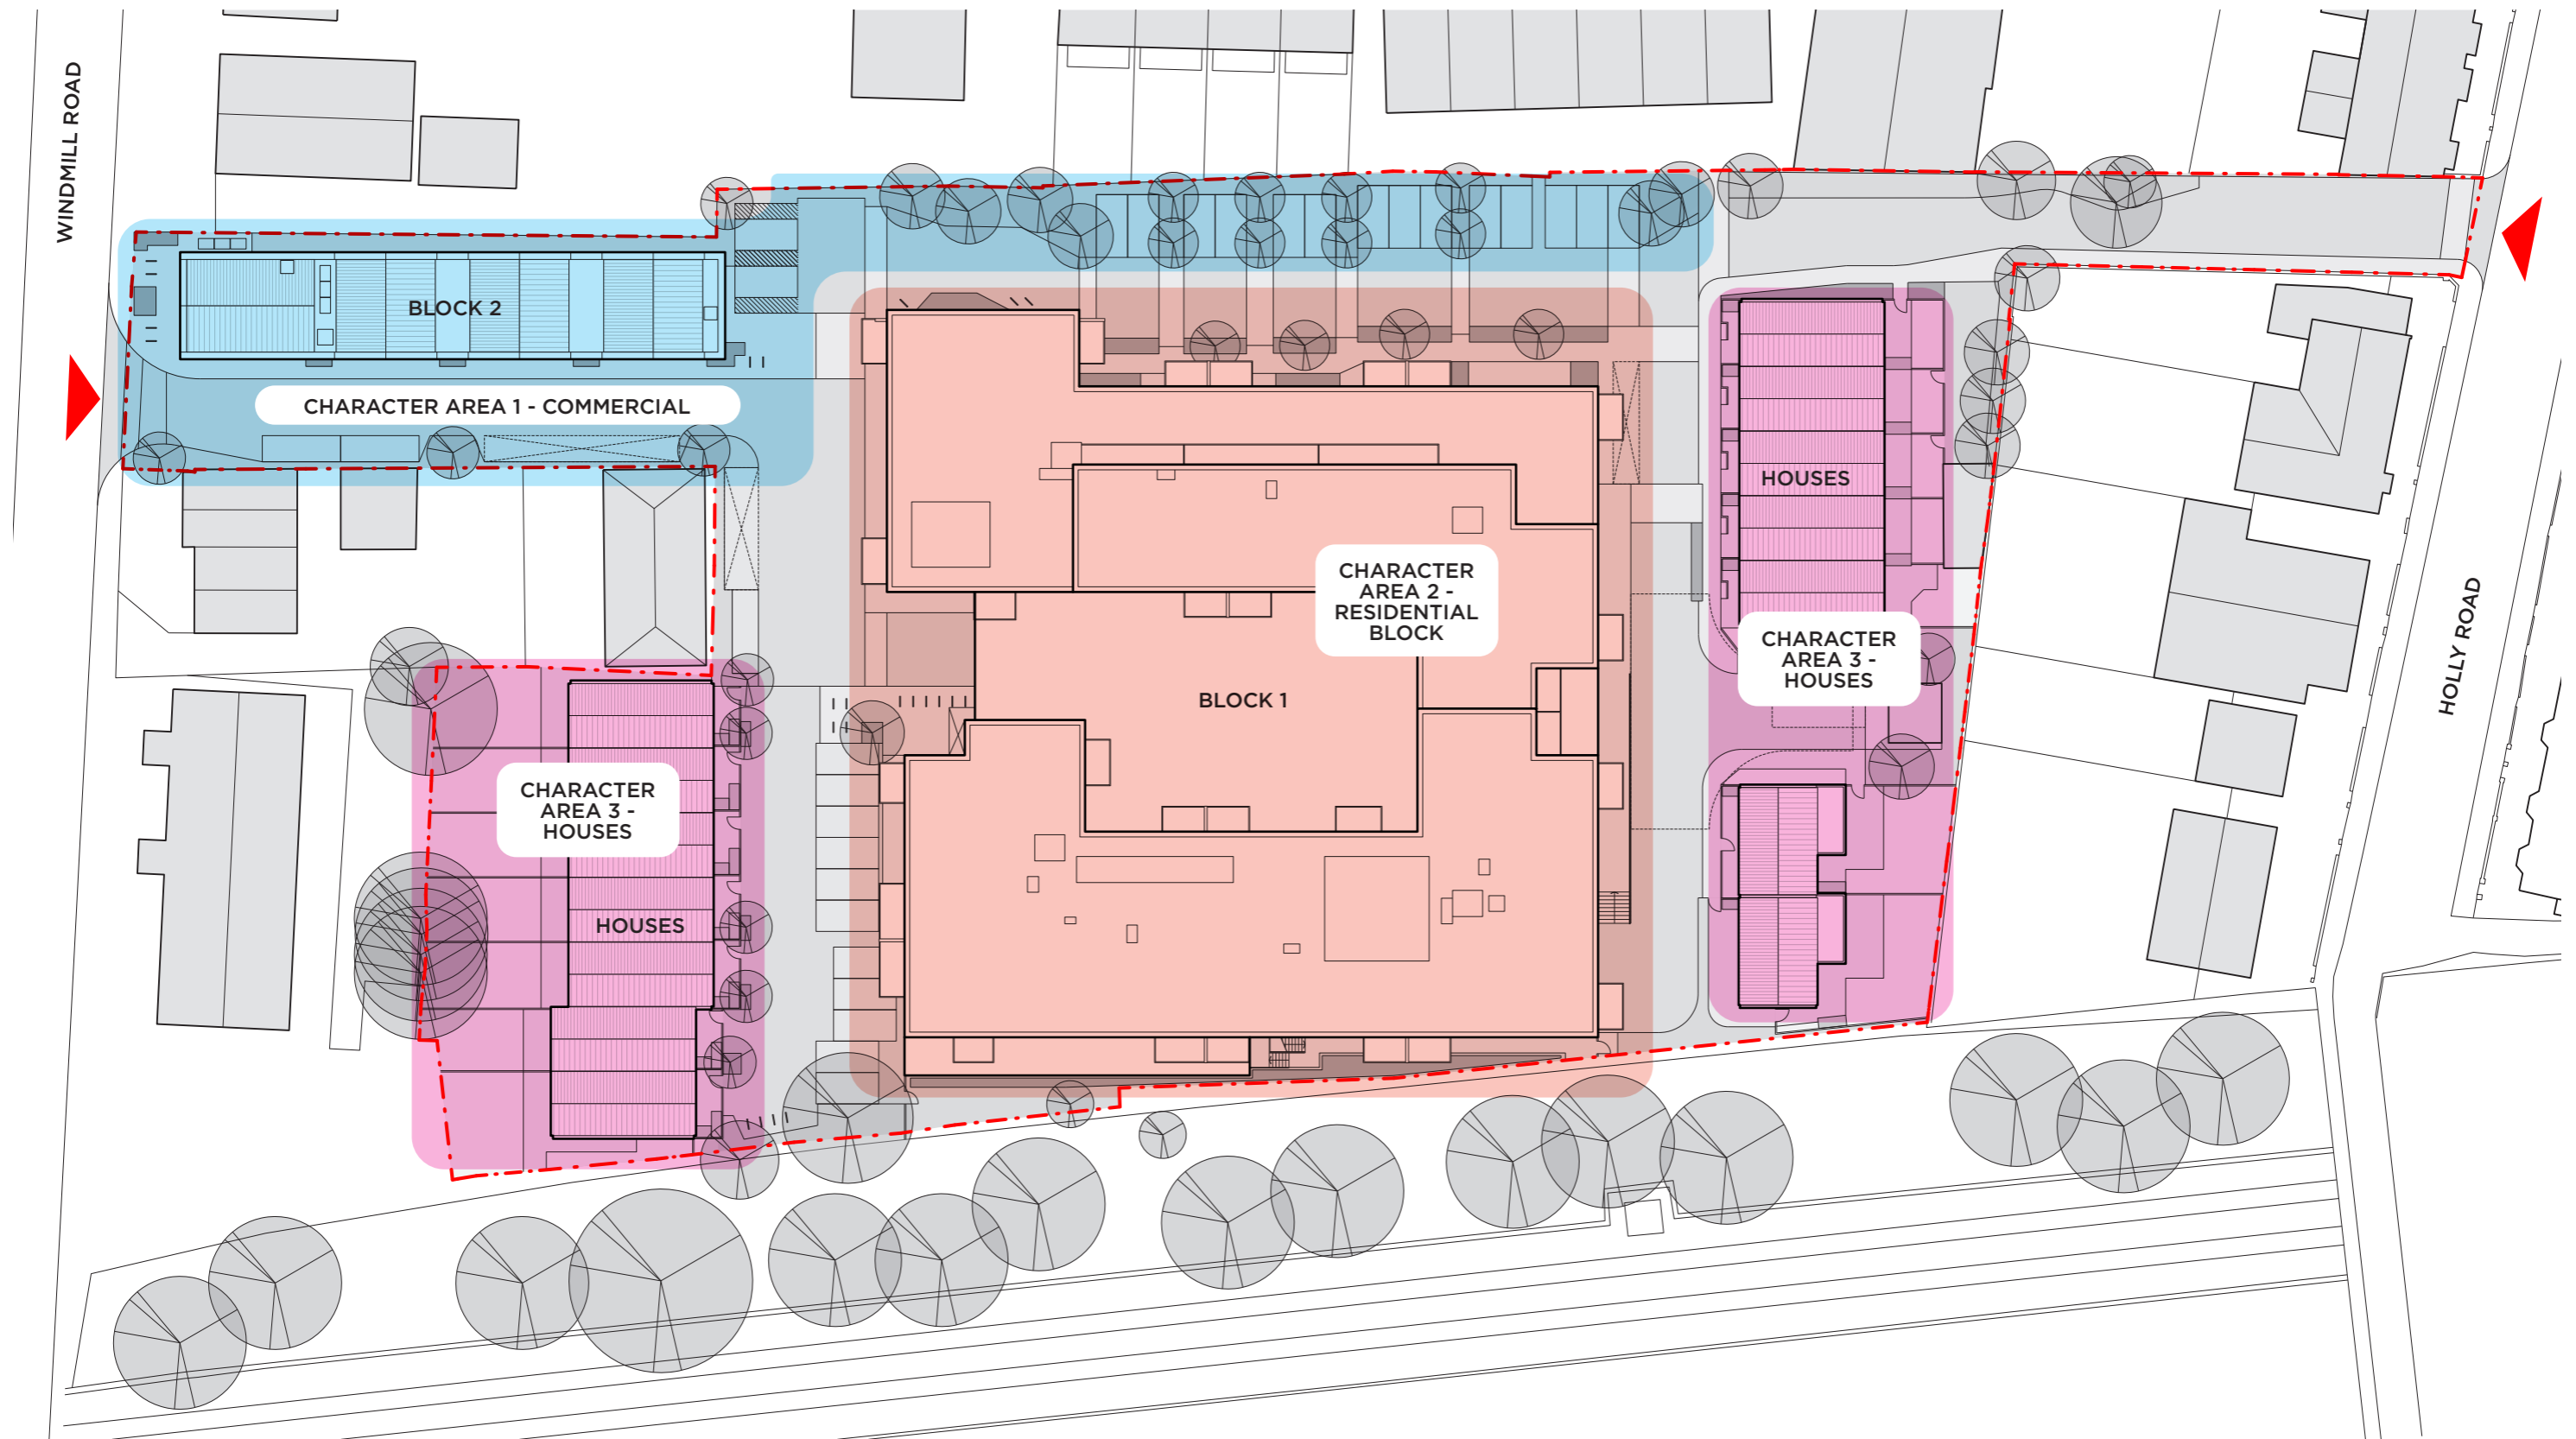 WINDMILL ROAD
BLOCK 2
CHARACTER AREA 1 - COMMERCIAL
HOUSES
CHARACTER
AREA 2 -
RESIDENTIAL
BLOCK
CHARACTER
AREA 3 -
HOUSES
HOLLY ROAD
BLOCK 1
CHARACTER
AREA 3 -
HOUSES
HOUSES